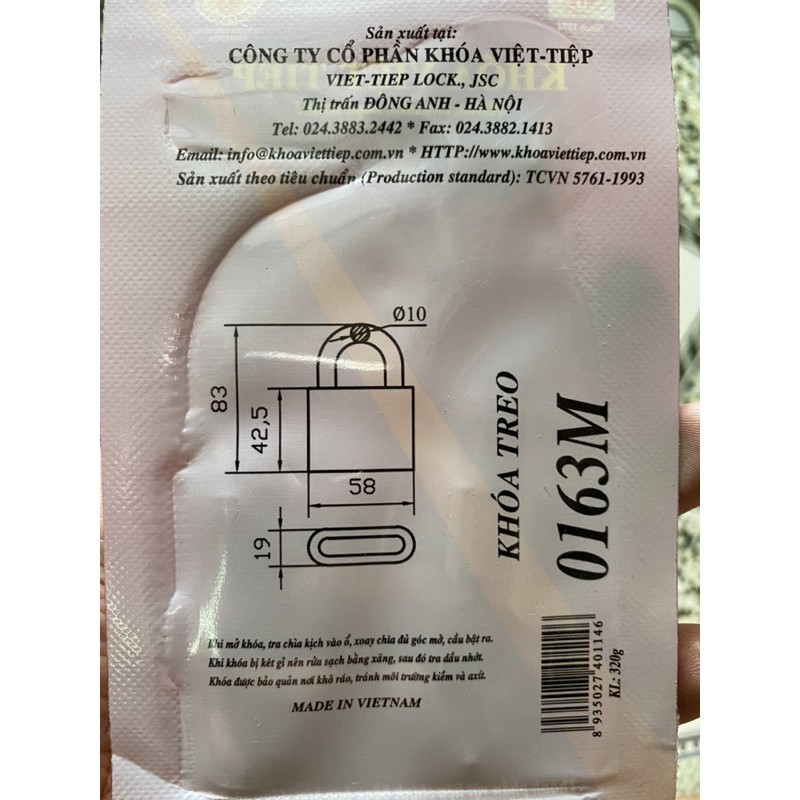 Sản xuất tại:
CÔNG TY CỔ PHẦN KHÓA VIỆT-TIỆP
VIET-TIEP LOCK., JSC
Thị trấn ĐÔNG ANH - HÀ NỘI
Tel: 024.3883.2442 * Fax: 024.3882.1413
Email: info@khoaviettiep.com.vn * HTTP://www.khoaviettiep.com.vn
Sản xuất theo tiêu chuẩn (Production standard): TCVN 5761-1993
Ø10
83
42,5
58
19
KHÓA TREO
0163M
Khi mở khóa, tra chìa kịch vào ổ, xoay chìa đủ góc mở, cầu bật ra.
Khi khóa bị két gỉ nên rửa sạch bằng xăng, sau đó tra dầu nhớt.
Khóa được bảo quản nơi khô ráo, tránh môi trường kiềm và axít.
MADE IN VIETNAM
8 935027 401146
KL: 320g